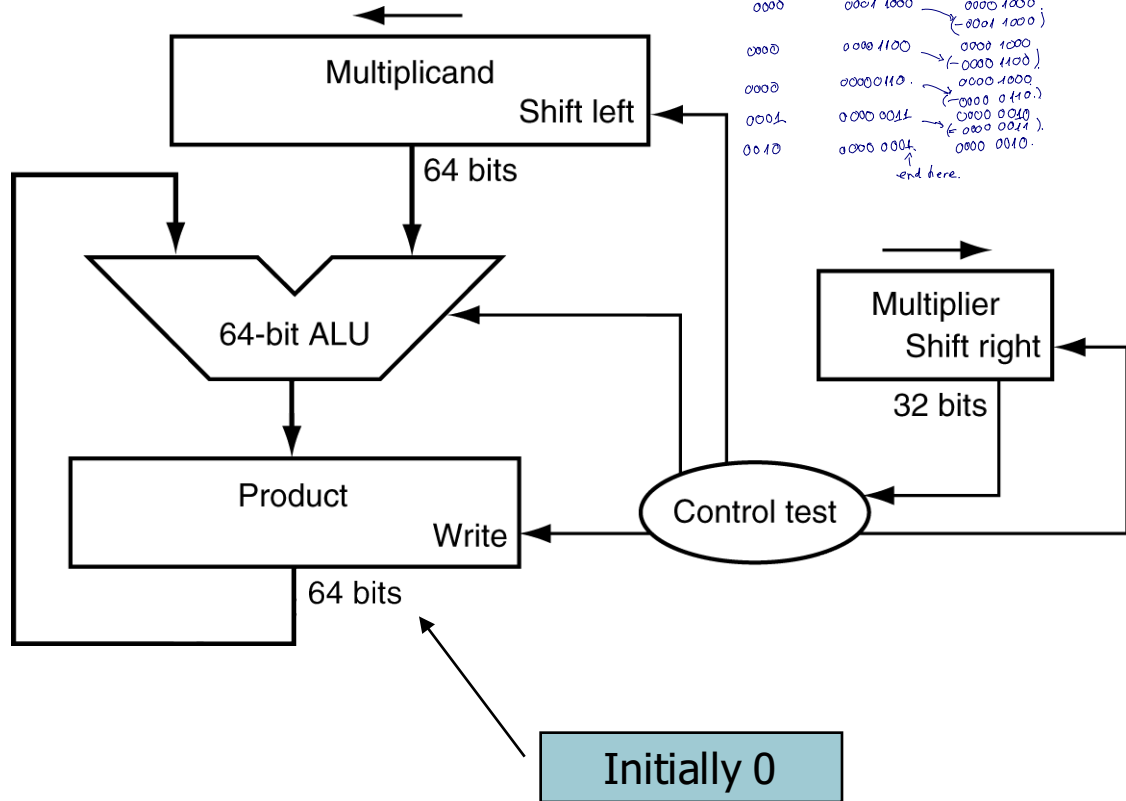 0000 0001 1000 0000 1000.
(-0001 1000)
0000 0000 1100 0000 1000
(-0000 1100)
0000 00000110. 0000 1000
(-0000 0110.)
0001 0000 0011 0000 0010
(-0000 0011).
0010 0000 0001. 0000 0010.
end here.
Multiplicand
Shift left
64 bits
64-bit ALU
Multiplier
Shift right
32 bits
Product
Write
Control test
64 bits
Initially 0